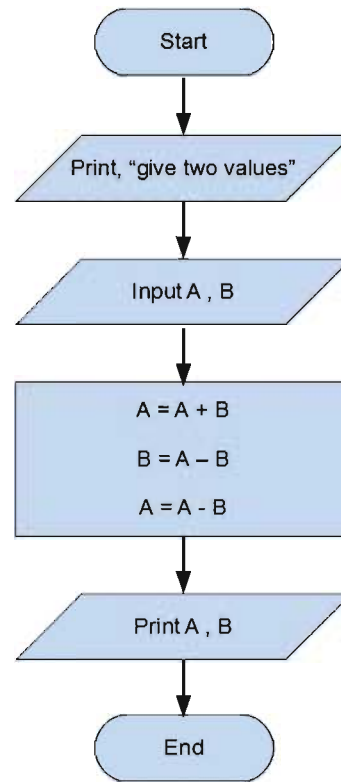 Start
Print, “give two values”
Input A , B
A = A + B
B = A – B
A = A - B
Print A , B
End